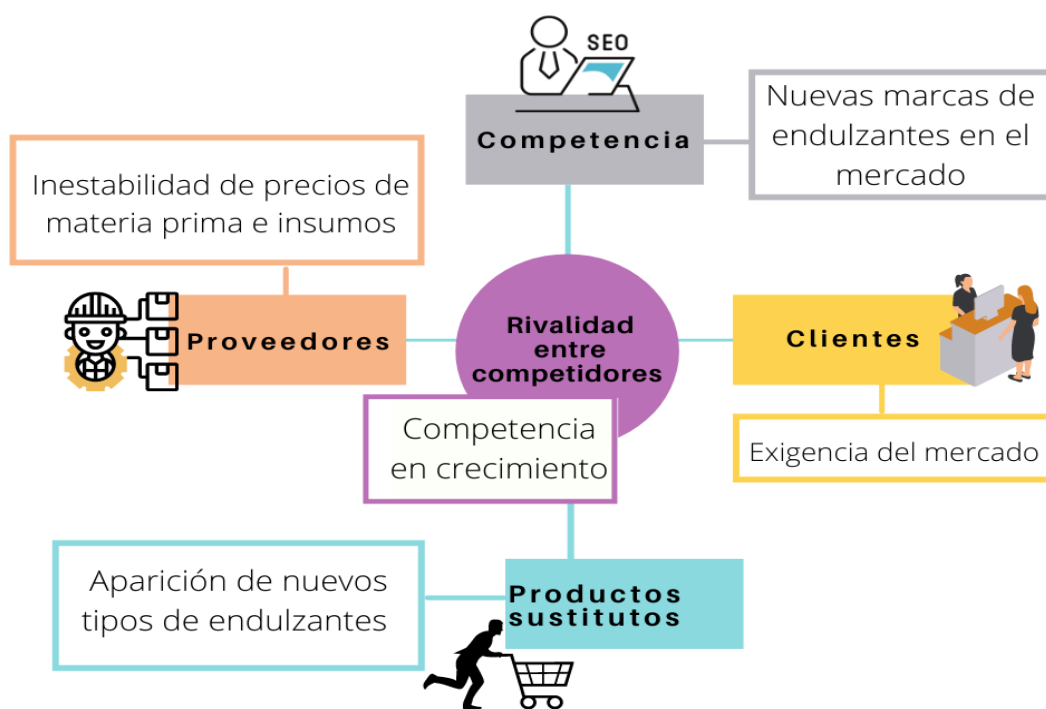 SEO
Competencia
Nuevas marcas de
endulzantes en el
mercado
Inestabilidad de precios de
materia prima e insumos
Proveedores
Rivalidad
entre
competidores
Clientes
Competencia
en crecimiento
Exigencia del mercado
Aparición de nuevos
tipos de endulzantes
Productos
sustitutos